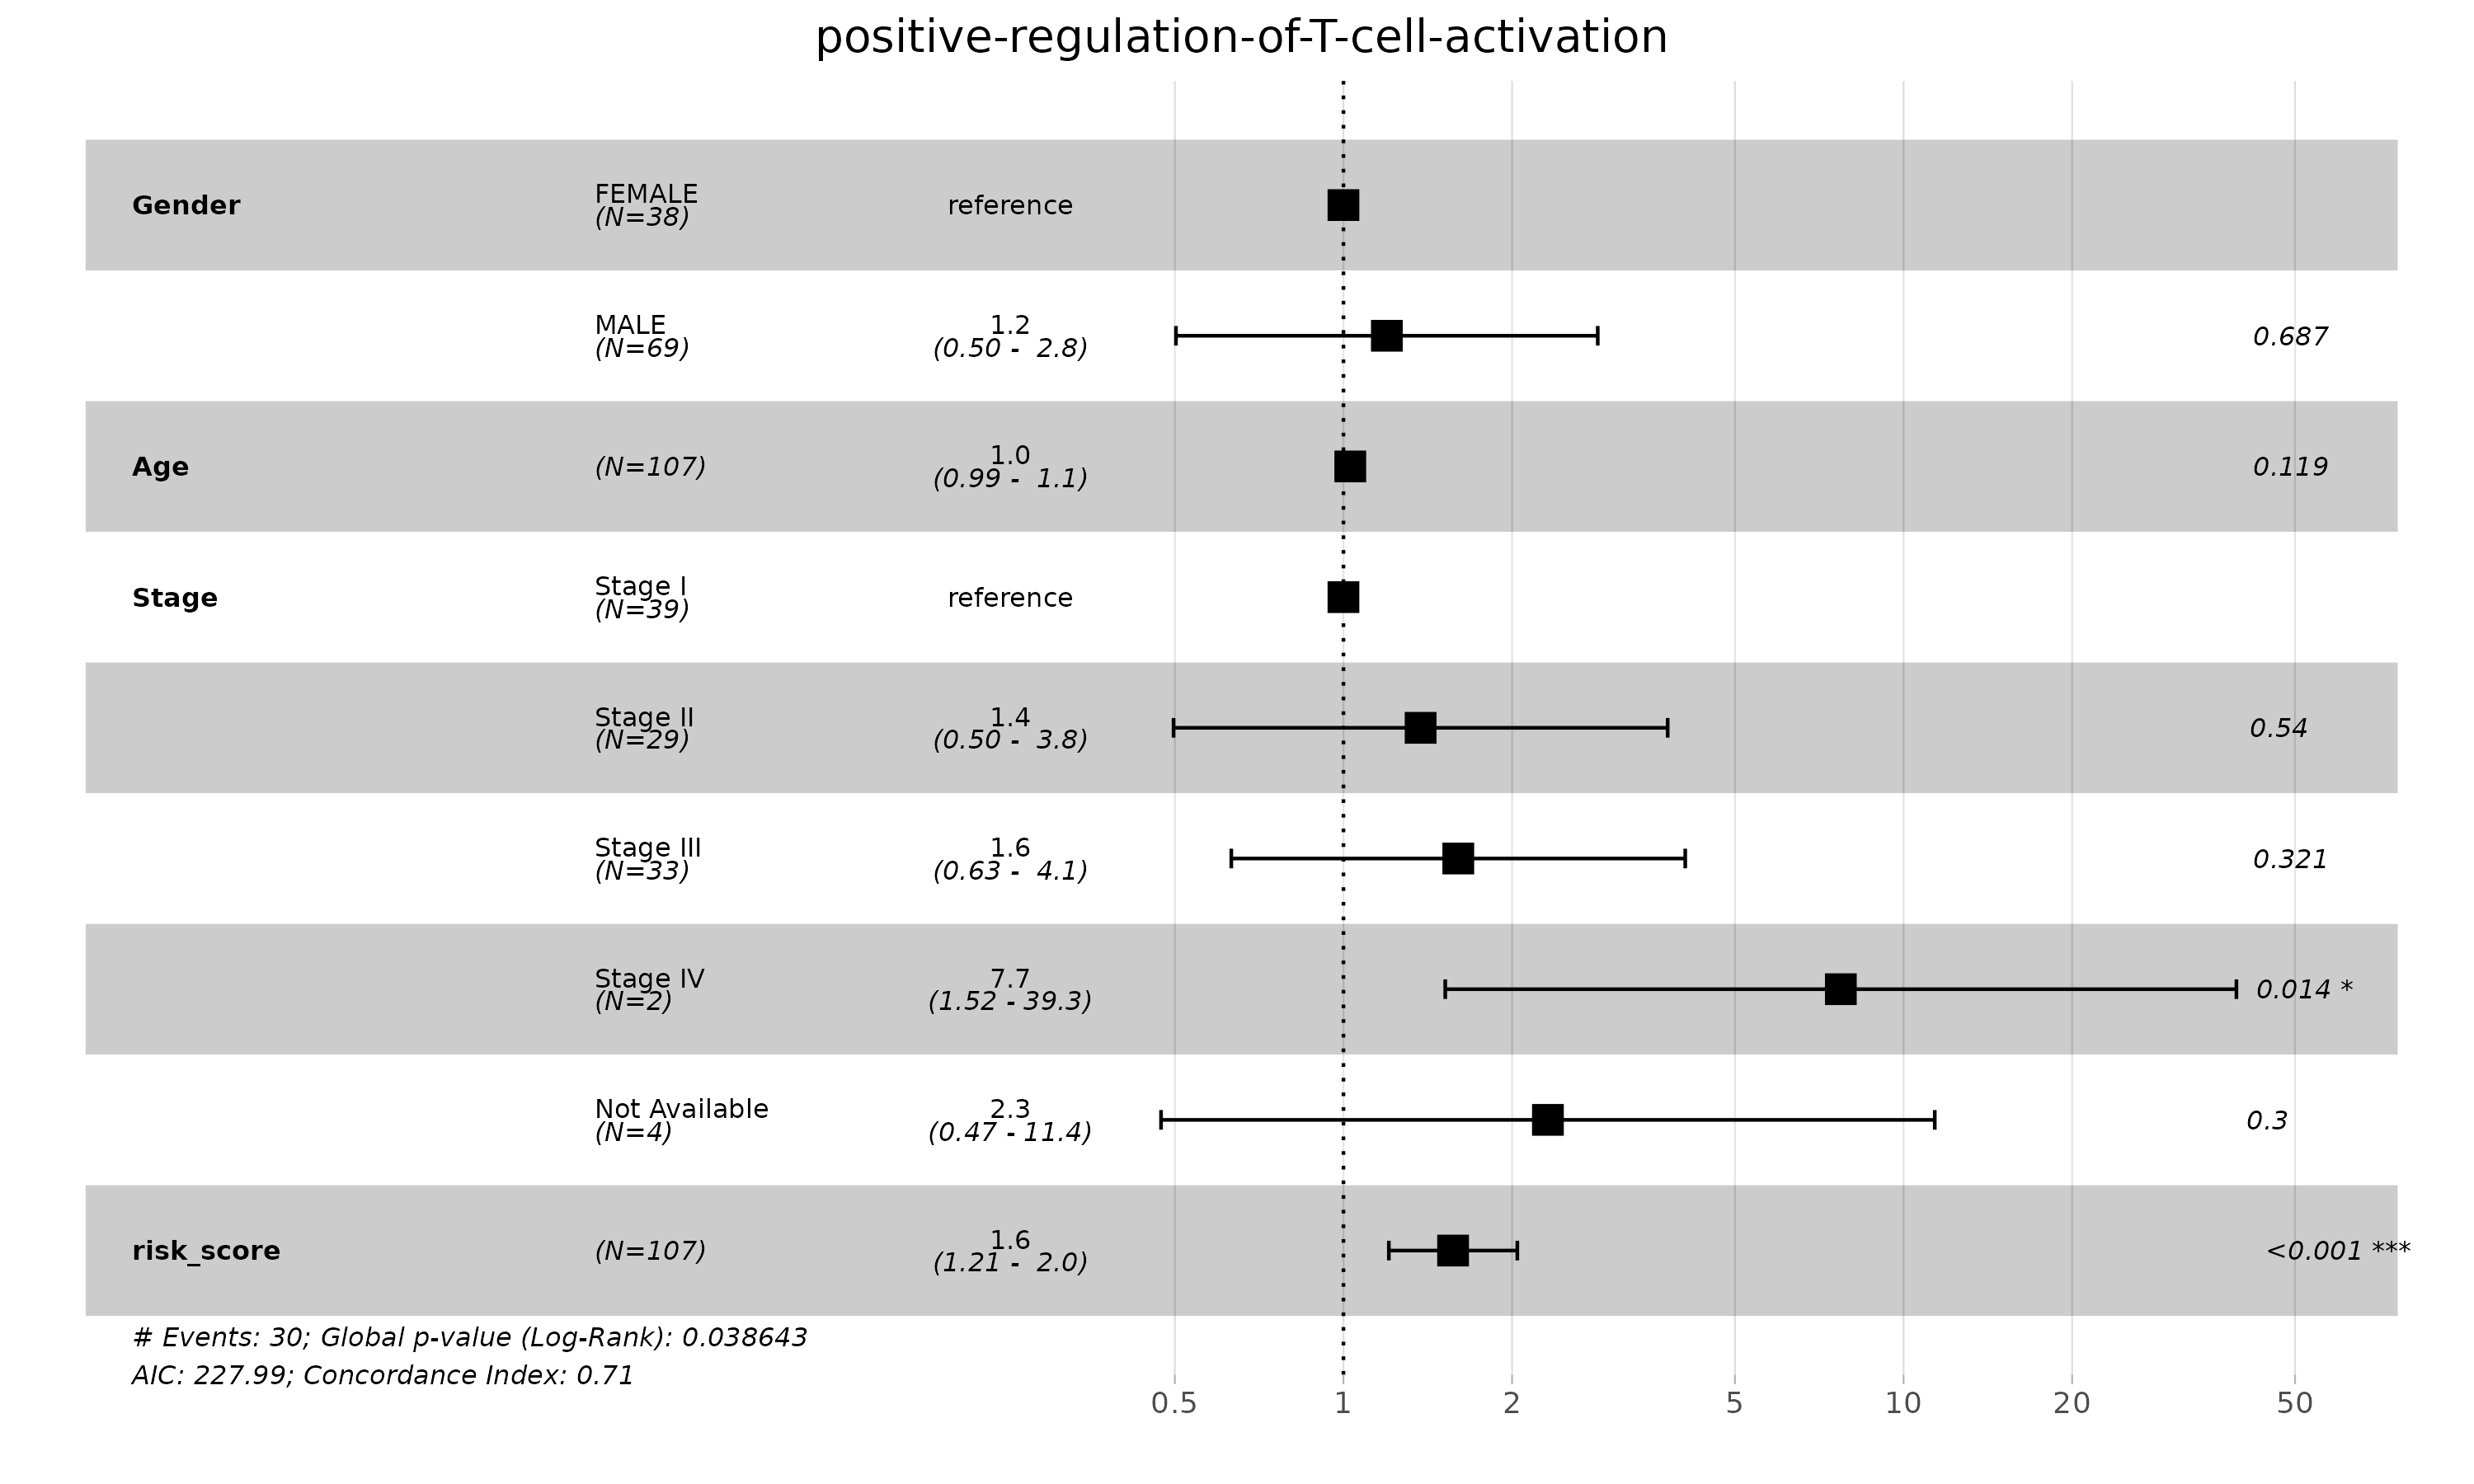 positive-regulation-of-T-cell-activation
Gender
FEMALE
(N=38)
reference
MALE
(N=69)
1.2
(0.50 - 2.8)
0.687
Age
(N=107)
1.0
(0.99 - 1.1)
0.119
Stage
Stage I
(N=39)
reference
Stage II
(N=29)
1.4
(0.50 - 3.8)
0.54
Stage III
(N=33)
1.6
(0.63 - 4.1)
0.321
Stage IV
(N=2)
7.7
(1.52 - 39.3)
0.014 *
Not Available
(N=4)
2.3
(0.47 - 11.4)
0.3
risk_score
(N=107)
1.6
(1.21 - 2.0)
<0.001 ***
# Events: 30; Global p-value (Log-Rank): 0.038643
AIC: 227.99; Concordance Index: 0.71
0.5 1 2 5 10 20 50